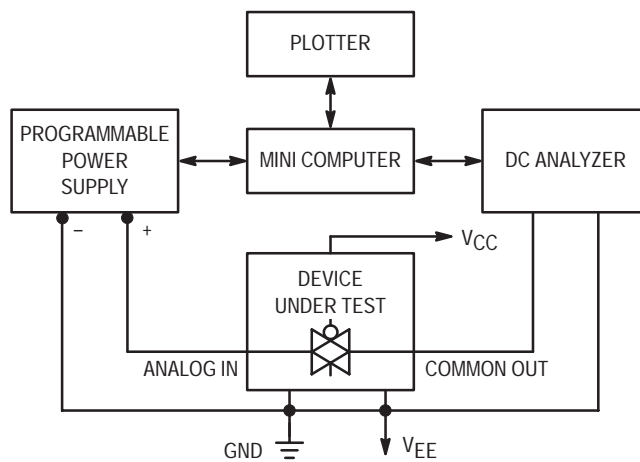 PLOTTER
PROGRAMMABLE
POWER
SUPPLY
MINI COMPUTER
DC ANALYZER
– +
VCC
DEVICE
UNDER TEST
ANALOG IN
COMMON OUT
GND
VEE